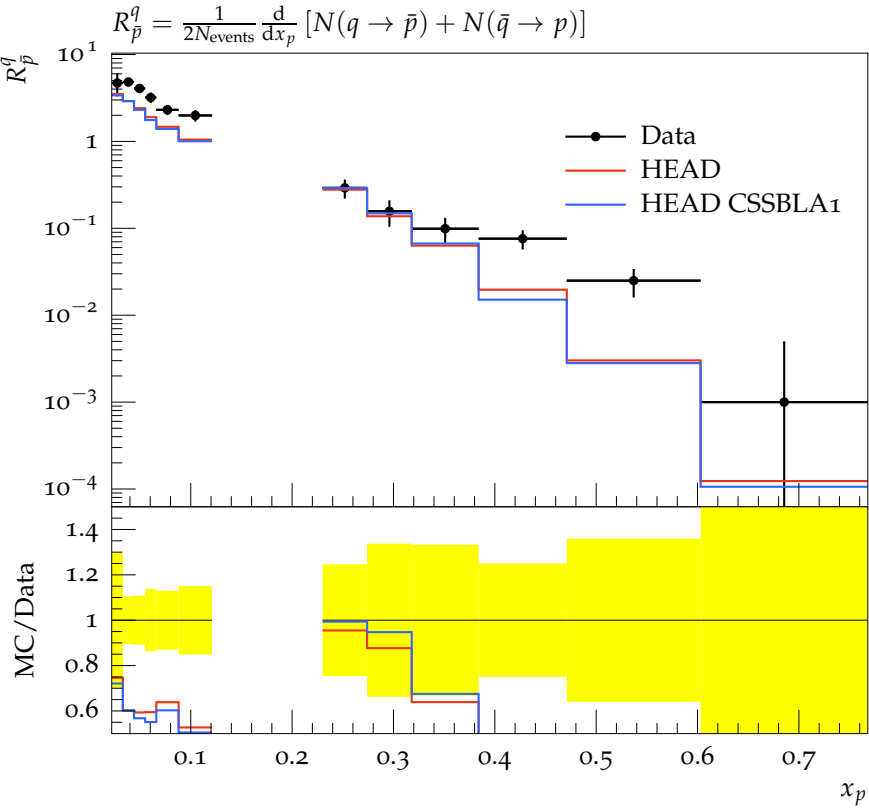 R^q_p̄ = 1/(2N_events) d/dx_p [N(q → p̄) + N(q̄ → p)]
R^q_p̄
10^1
1
10^−1
10^−2
10^−3
10^−4
Data
HEAD
HEAD CSSBLA1
MC/Data
1.4
1.2
1
0.8
0.6
0.1 0.2 0.3 0.4 0.5 0.6 0.7
x_p